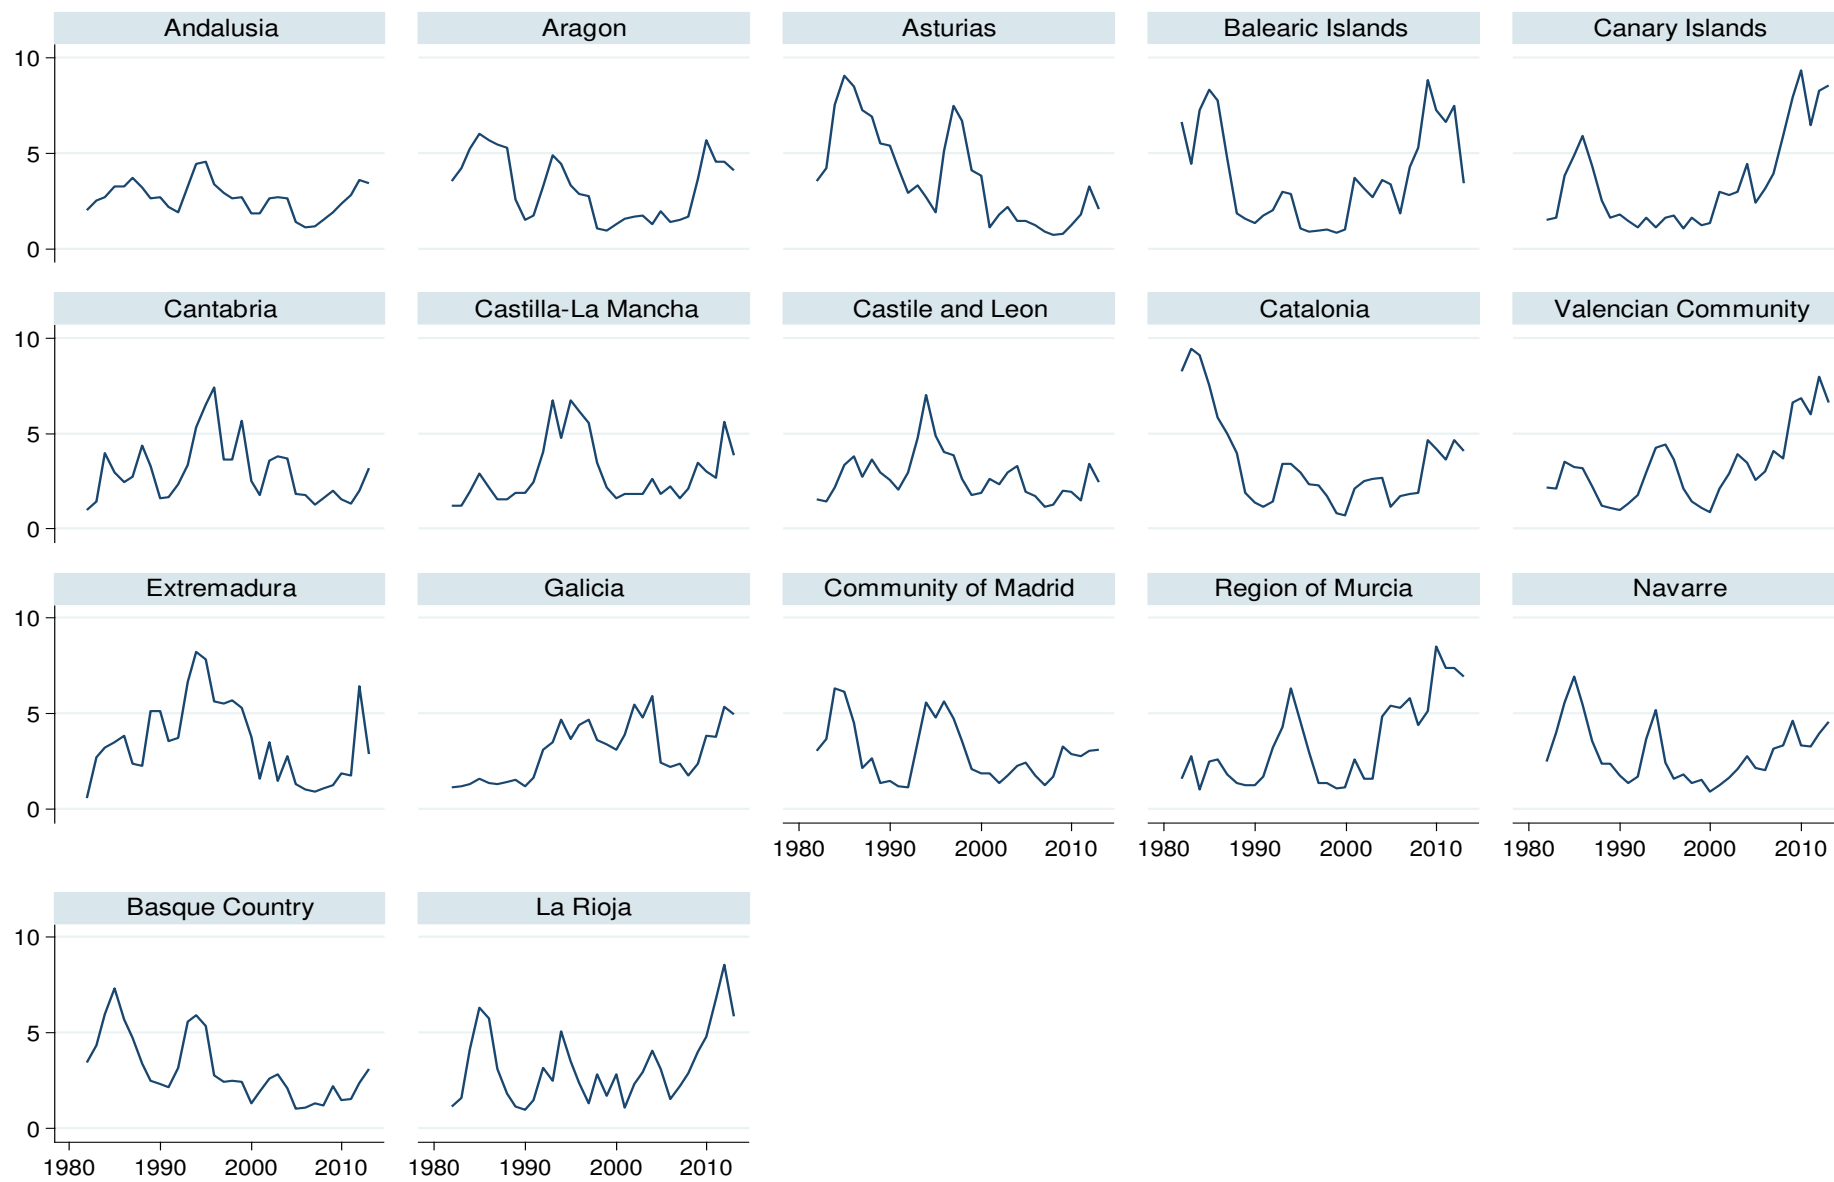 Andalusia Aragon Asturias Balearic Islands Canary Islands
10
5
0
Cantabria Castilla-La Mancha Castile and Leon Catalonia Valencian Community
10
5
0
Extremadura Galicia Community of Madrid Region of Murcia Navarre
10
5
0
1980 1990 2000 2010 1980 1990 2000 2010 1980 1990 2000 2010
Basque Country La Rioja
10
5
0
1980 1990 2000 2010 1980 1990 2000 2010